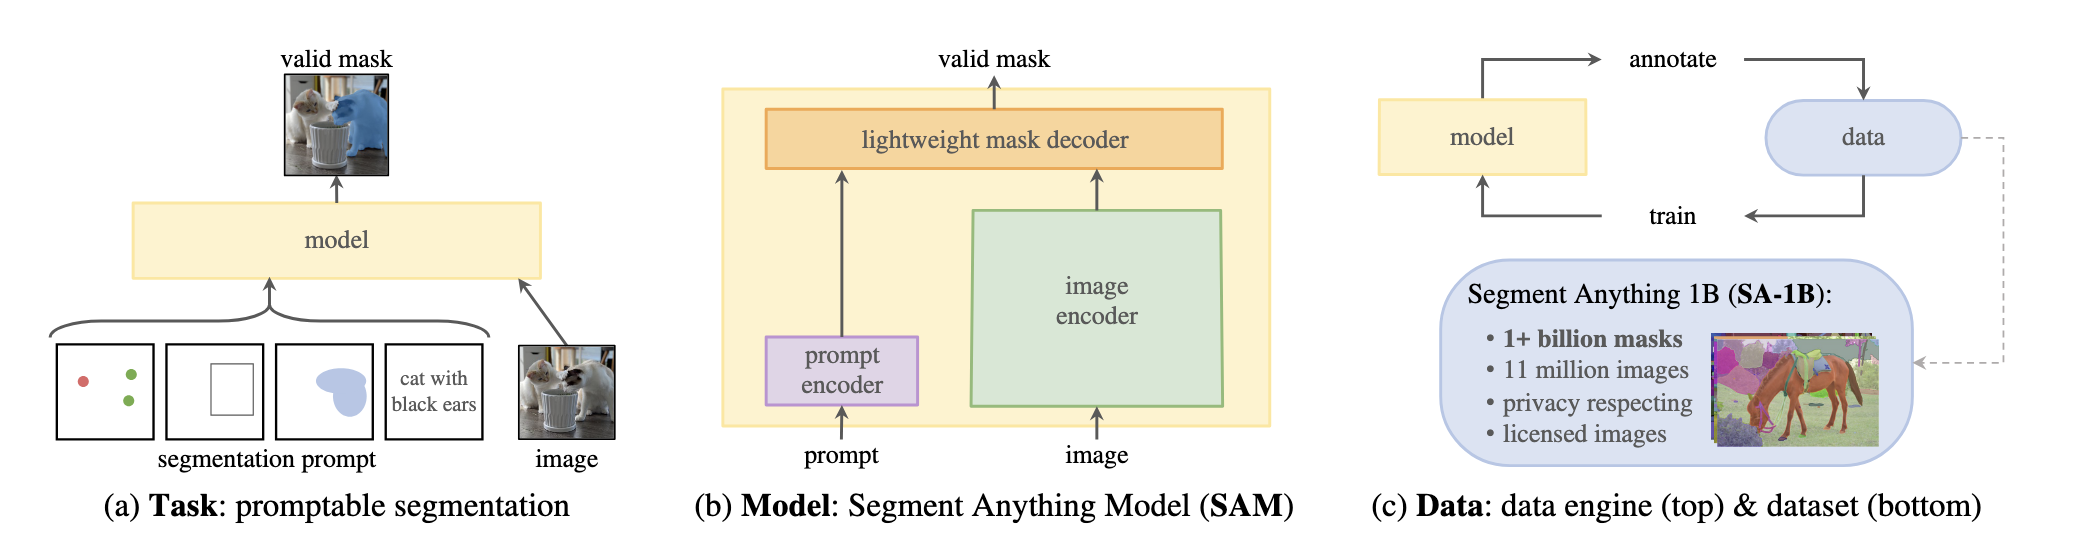 valid mask
model
cat with
black ears
segmentation prompt
image
(a) Task: promptable segmentation
valid mask
lightweight mask decoder
image
encoder
prompt
encoder
prompt
image
(b) Model: Segment Anything Model (SAM)
annotate
model
data
train
Segment Anything 1B (SA-1B):
• 1+ billion masks
• 11 million images
• privacy respecting
• licensed images
(c) Data: data engine (top) & dataset (bottom)